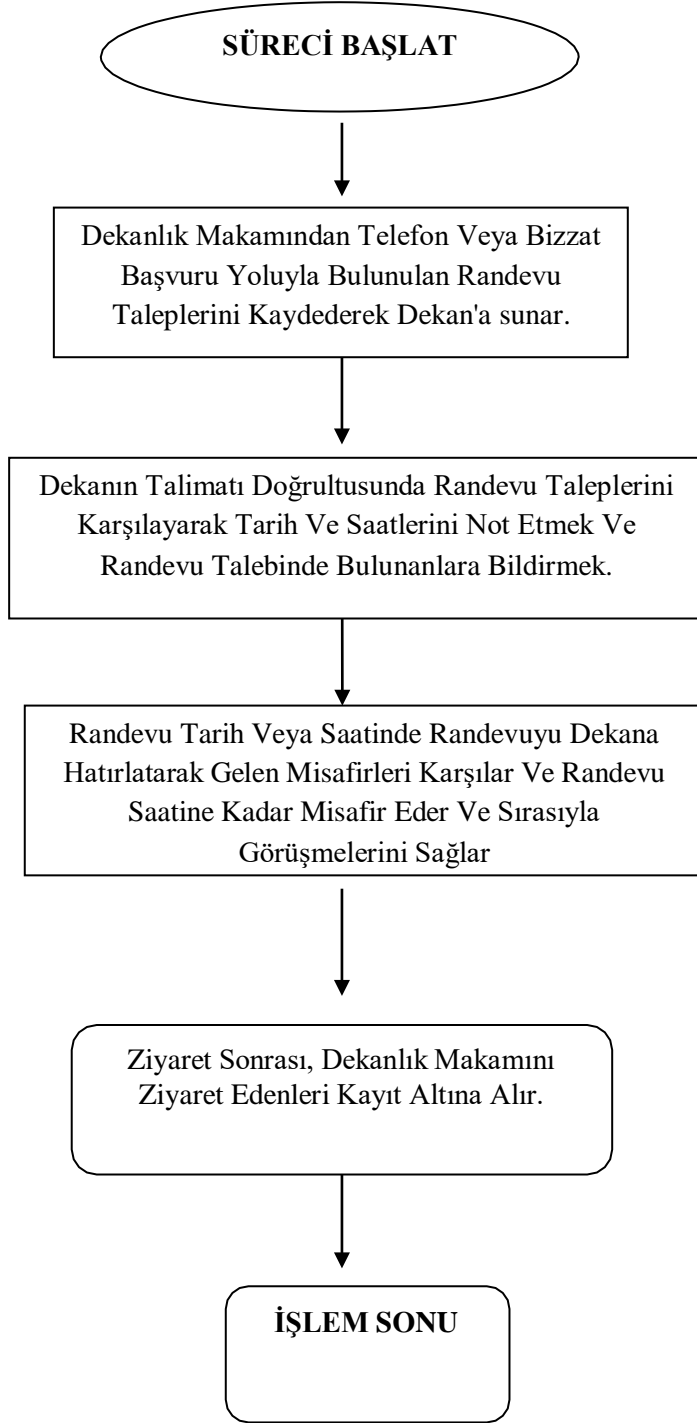 SÜRECİ BAŞLAT
Dekanlık Makamından Telefon Veya Bizzat
Başvuru Yoluyla Bulunulan Randevu
Taleplerini Kaydederek Dekan'a sunar.
Dekanın Talimatı Doğrultusunda Randevu Taleplerini
Karşılayarak Tarih Ve Saatlerini Not Etmek Ve
Randevu Talebinde Bulunanlara Bildirmek.
Randevu Tarih Veya Saatinde Randevuyu Dekana
Hatırlatarak Gelen Misafirleri Karşılar Ve Randevu
Saatine Kadar Misafir Eder Ve Sırasıyla
Görüşmelerini Sağlar
Ziyaret Sonrası, Dekanlık Makamını
Ziyaret Edenleri Kayıt Altına Alır.
İŞLEM SONU